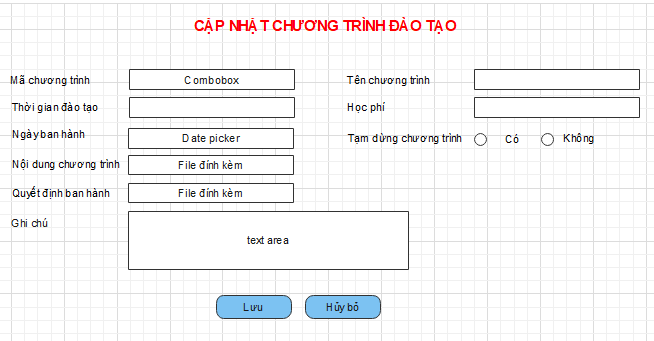 CẬP NHẬT CHƯƠNG TRÌNH ĐÀO TẠO
Mã chương trình Combobox Tên chương trình
Thời gian đào tạo Học phí
Ngày ban hành Date picker Tạm dừng chương trình Có Không
Nội dung chương trình File đính kèm
Quyết định ban hành File đính kèm
Ghi chú
text area
Lưu Hủy bỏ